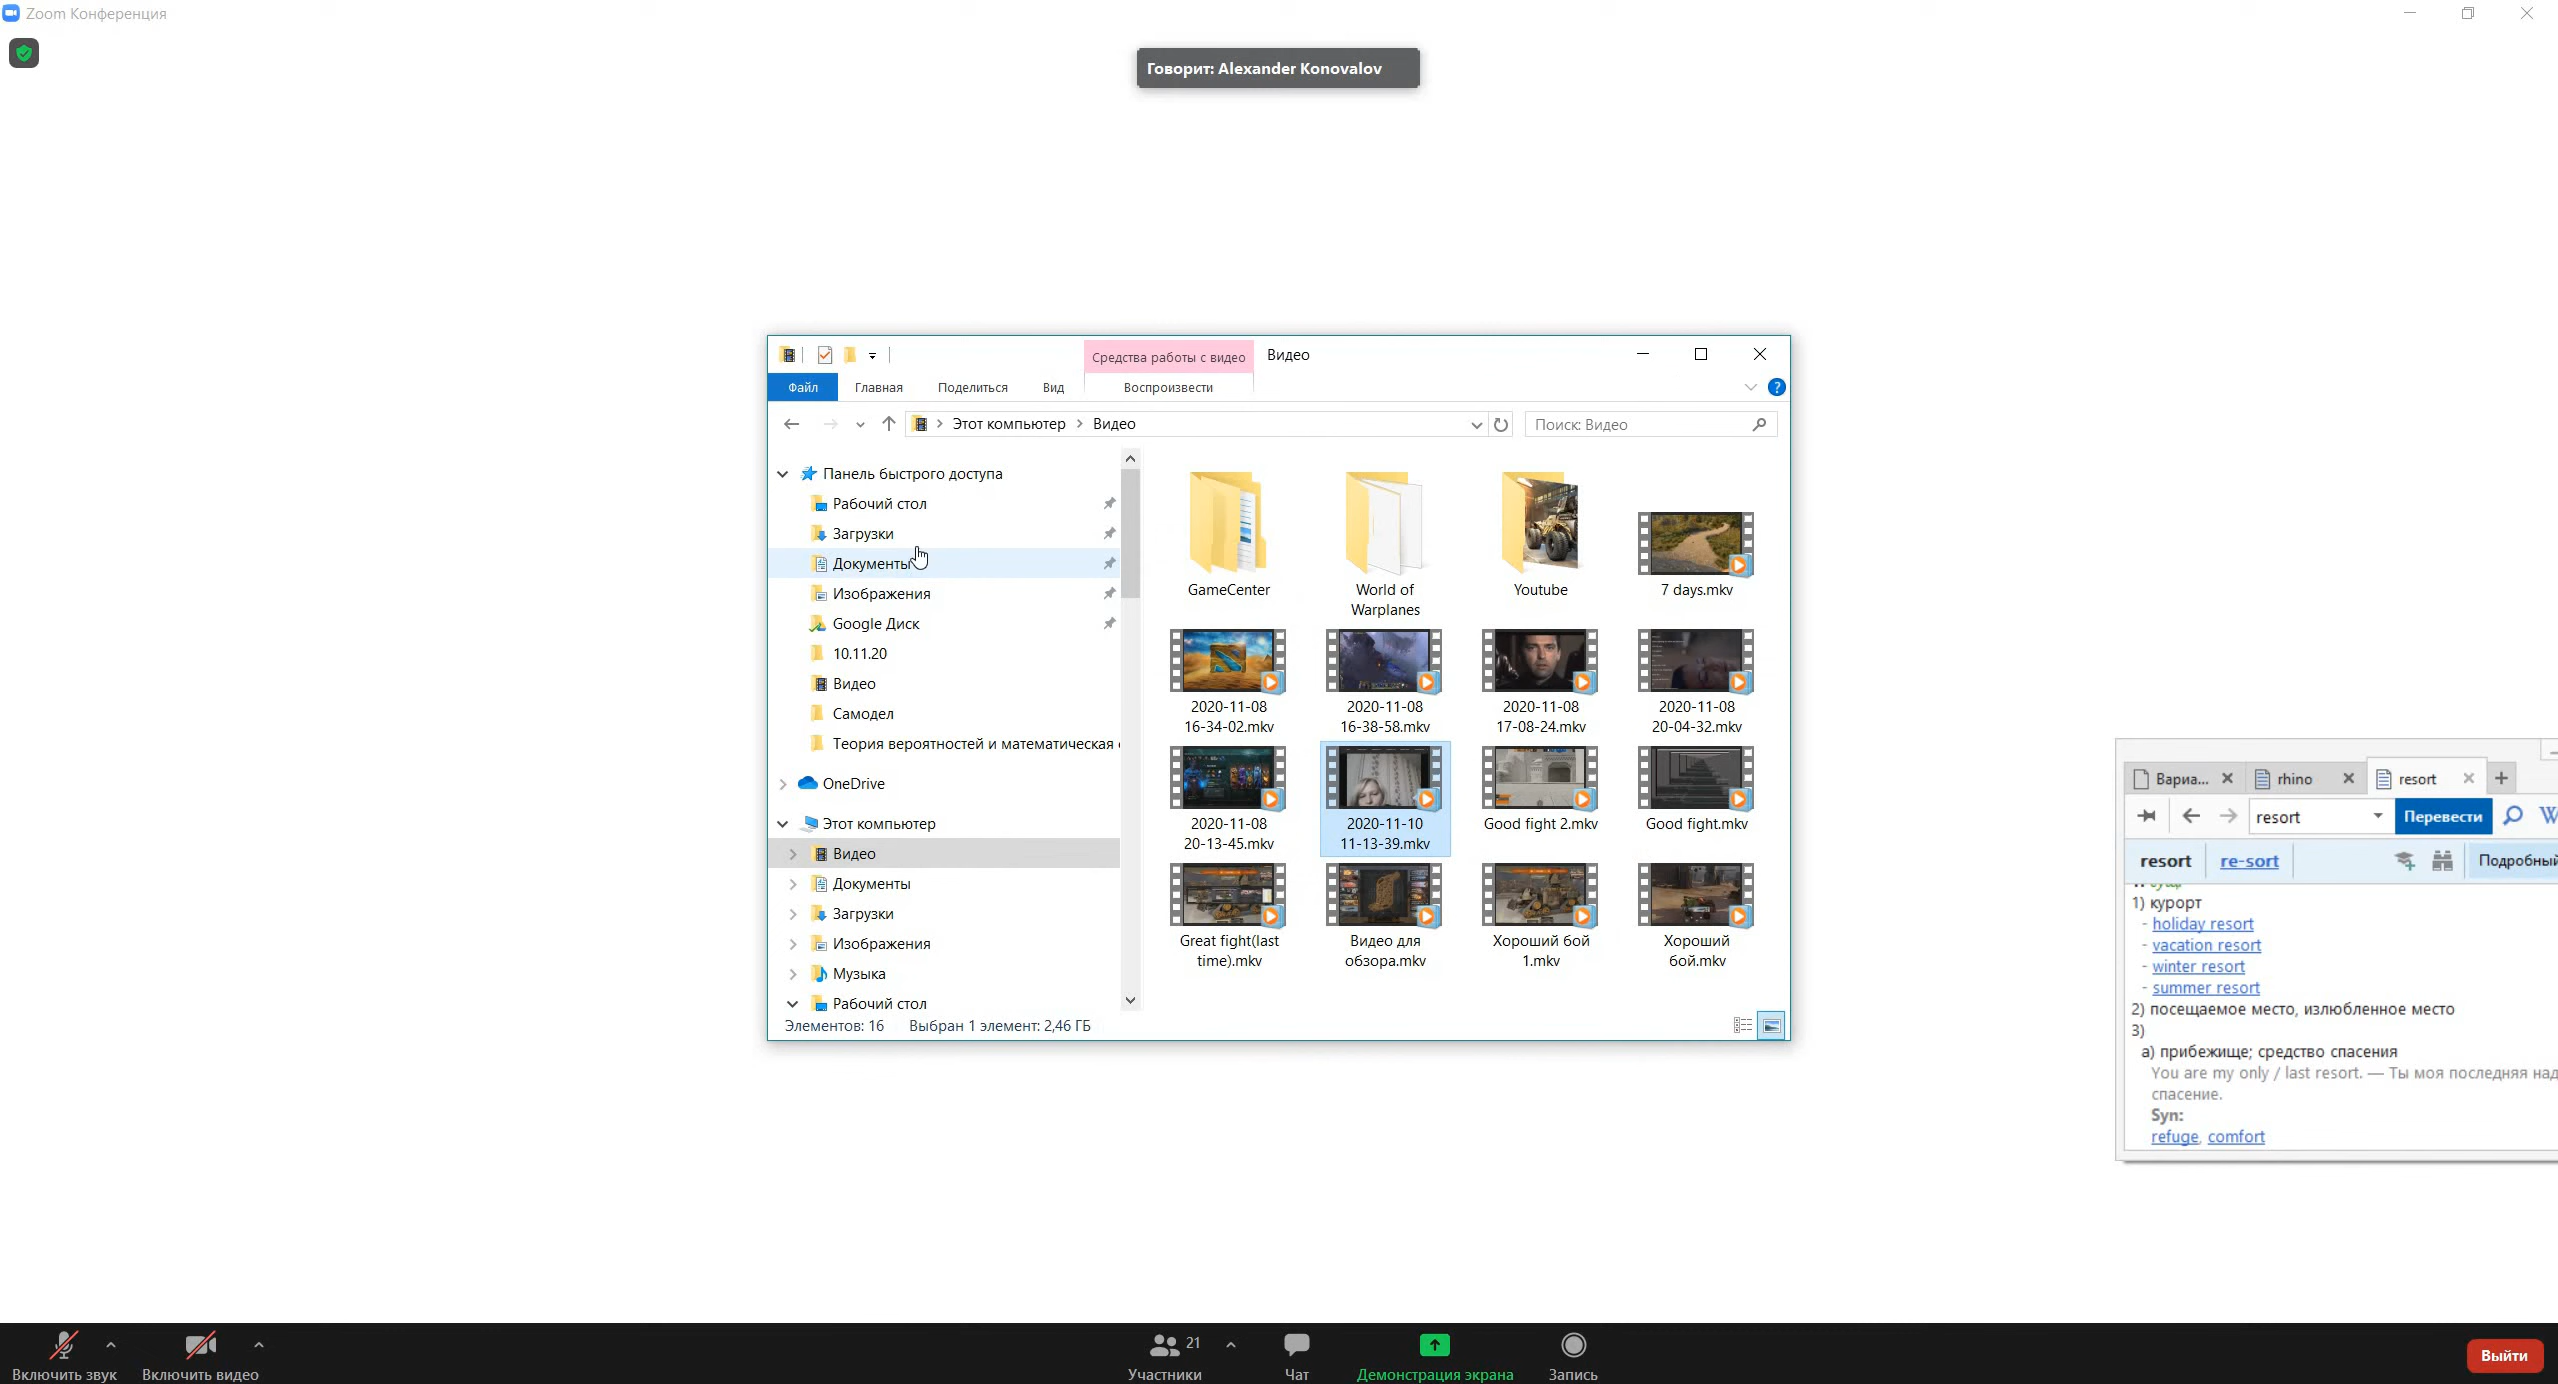 Zoom Конференция
Говорит: Alexander Konovalov
Средства работы с видео
Видео
Файл
Главная
Поделиться
Вид
Воспроизвести
Этот компьютер
Видео
Поиск: Видео
Панель быстрого доступа
Рабочий стол
Загрузки
Документы
Изображения
Google Диск
10.11.20
Видео
Самодел
Теория вероятностей и математическая
OneDrive
Этот компьютер
Видео
Документы
Загрузки
Изображения
Музыка
Рабочий стол
GameCenter
World of
Warplanes
Youtube
7 days.mkv
2020-11-08
16-34-02.mkv
2020-11-08
16-38-58.mkv
2020-11-08
17-08-24.mkv
2020-11-08
20-04-32.mkv
2020-11-08
20-13-45.mkv
2020-11-10
11-13-39.mkv
Good fight 2.mkv
Good fight.mkv
Great fight(last
time).mkv
Видео для
обзора.mkv
Хороший бой
1.mkv
Хороший
бой.mkv
Элементов: 16
Выбран 1 элемент: 2,46 ГБ
Вариа...
rhino
resort
resort
Перевести
resort
re-sort
Подробный
1) курорт
- holiday resort
- vacation resort
- winter resort
- summer resort
2) посещаемое место, излюбленное место
3)
а) прибежище; средство спасения
You are my only / last resort. — Ты моя последняя над
спасение.
Syn:
refuge, comfort
Включить звук
Включить видео
21
Участники
Чат
Демонстрация экрана
Запись
Выйти